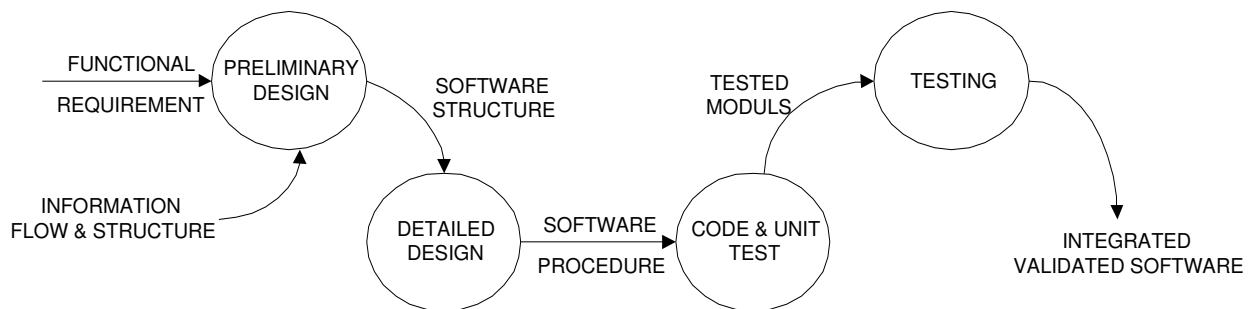 FUNCTIONAL
REQUIREMENT
PRELIMINARY
DESIGN
INFORMATION
FLOW & STRUCTURE
SOFTWARE
STRUCTURE
DETAILED
DESIGN
SOFTWARE
PROCEDURE
CODE & UNIT
TEST
TESTED
MODULS
TESTING
INTEGRATED
VALIDATED SOFTWARE